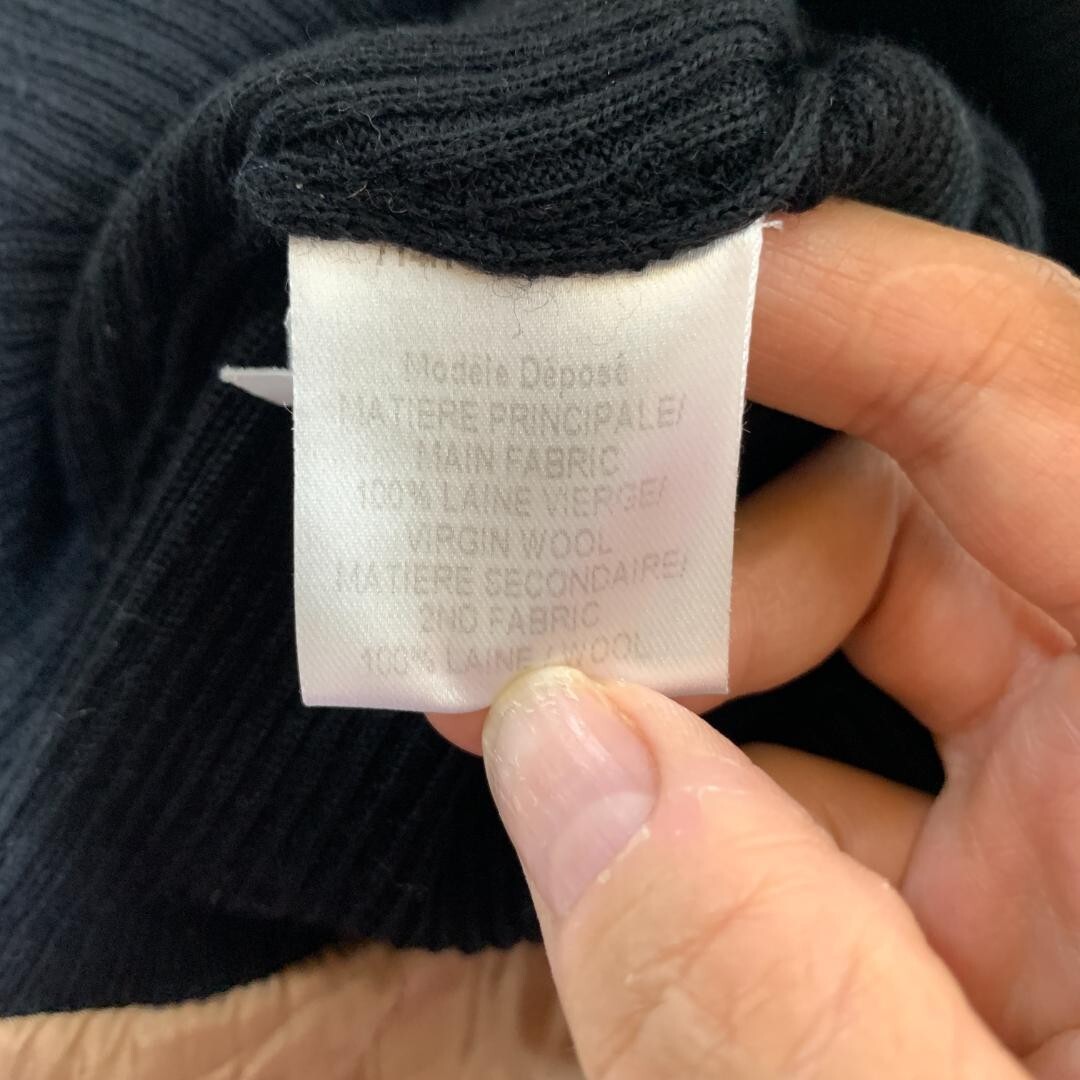 Modèle Déposé
MATIERE PRINCIPALE/
MAIN FABRIC
100% LAINE VIERGE/
VIRGIN WOOL
MATIERE SECONDAIRE/
2ND FABRIC
100% LAINE / WOOL